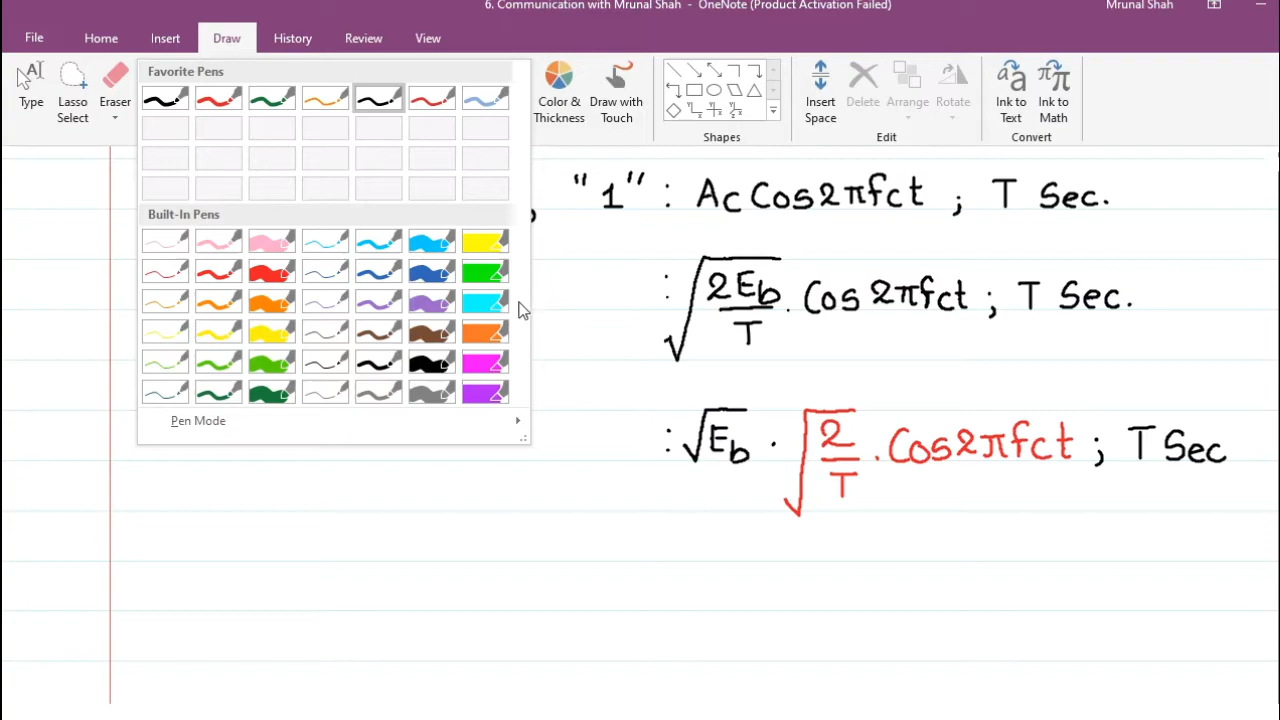 6. Communication with Mrunal Shah - OneNote (Product Activation Failed) Mrunal Shah
File Home Insert Draw History Review View
Type Lasso Select Eraser
Favorite Pens
Built-In Pens
Pen Mode
Color & Thickness Draw with Touch Shapes
Insert Space Delete Arrange Rotate Edit
Ink to Text Ink to Math Convert
, "1" : Ac Cos2πfct ; T Sec.
: √(2Eb/T) . Cos2πfct ; T Sec.
: √Eb · √(2/T) . Cos2πfct ; T Sec